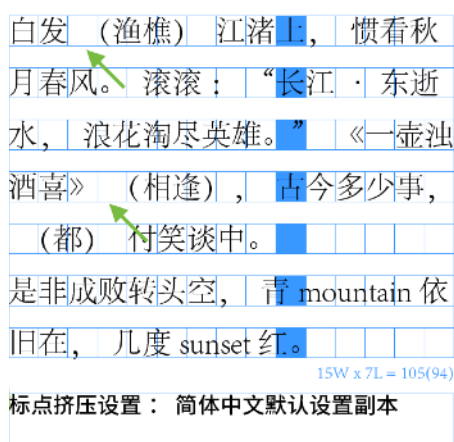 白发（渔樵）江渚上，惯看秋
月春风。滚滚：“长江·东逝
水，浪花淘尽英雄。”《一壶浊
酒喜》（相逢），古今多少事，
（都）付笑谈中。
是非成败转头空，青 mountain 依
旧在，几度 sunset 红。
15W x 7L = 105(94)
标点挤压设置：简体中文默认设置副本